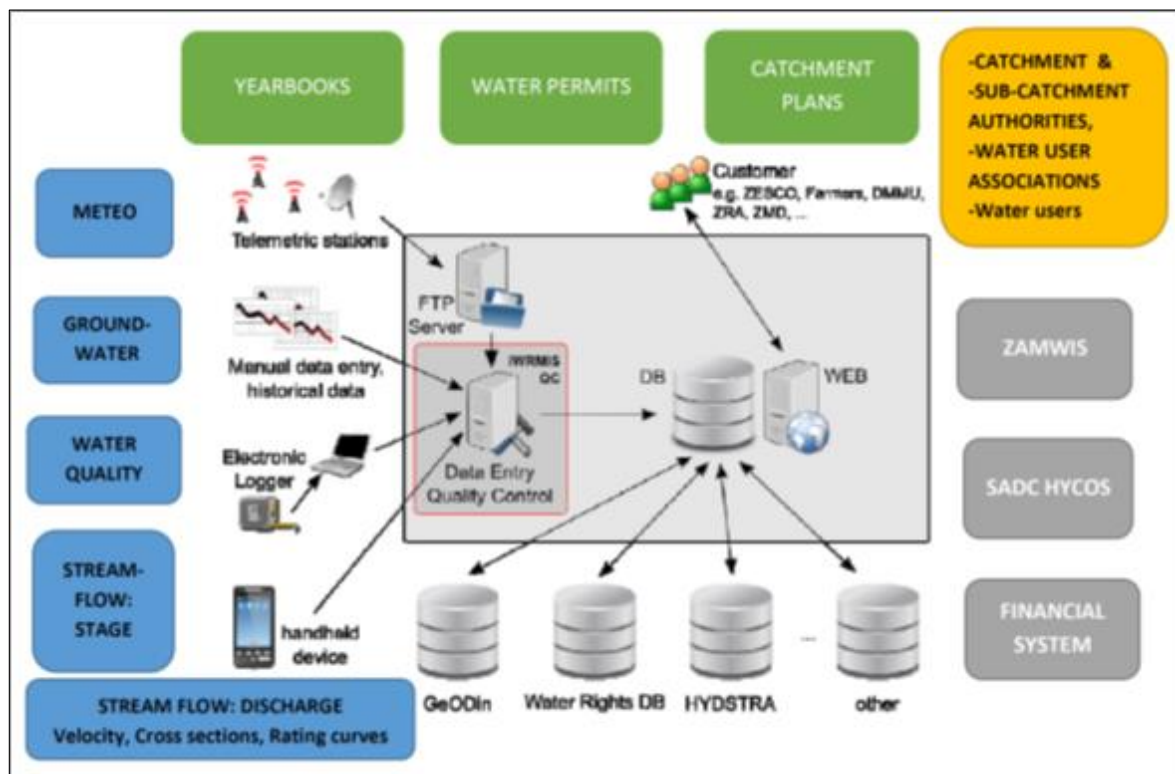 YEARBOOKS
WATER PERMITS
CATCHMENT
PLANS
-CATCHMENT &
-SUB-CATCHMENT
AUTHORITIES,
-WATER USER
ASSOCIATIONS
-Water users
METEO
Telemetric stations
Customer
e.g. ZESCO, Farmers, DMMU,
ZRA, ZMD, ...
FTP
Server
GROUND-
WATER
Manual data entry,
historical data
IWRMIS
QC
DB
WEB
ZAMWIS
WATER
QUALITY
Electronic
Logger
Data Entry
Quality Control
SADC HYCOS
STREAM-
FLOW:
STAGE
handheld
device
GeODin
Water Rights DB
HYDSTRA
....
other
FINANCIAL
SYSTEM
STREAM FLOW: DISCHARGE
Velocity, Cross sections, Rating curves